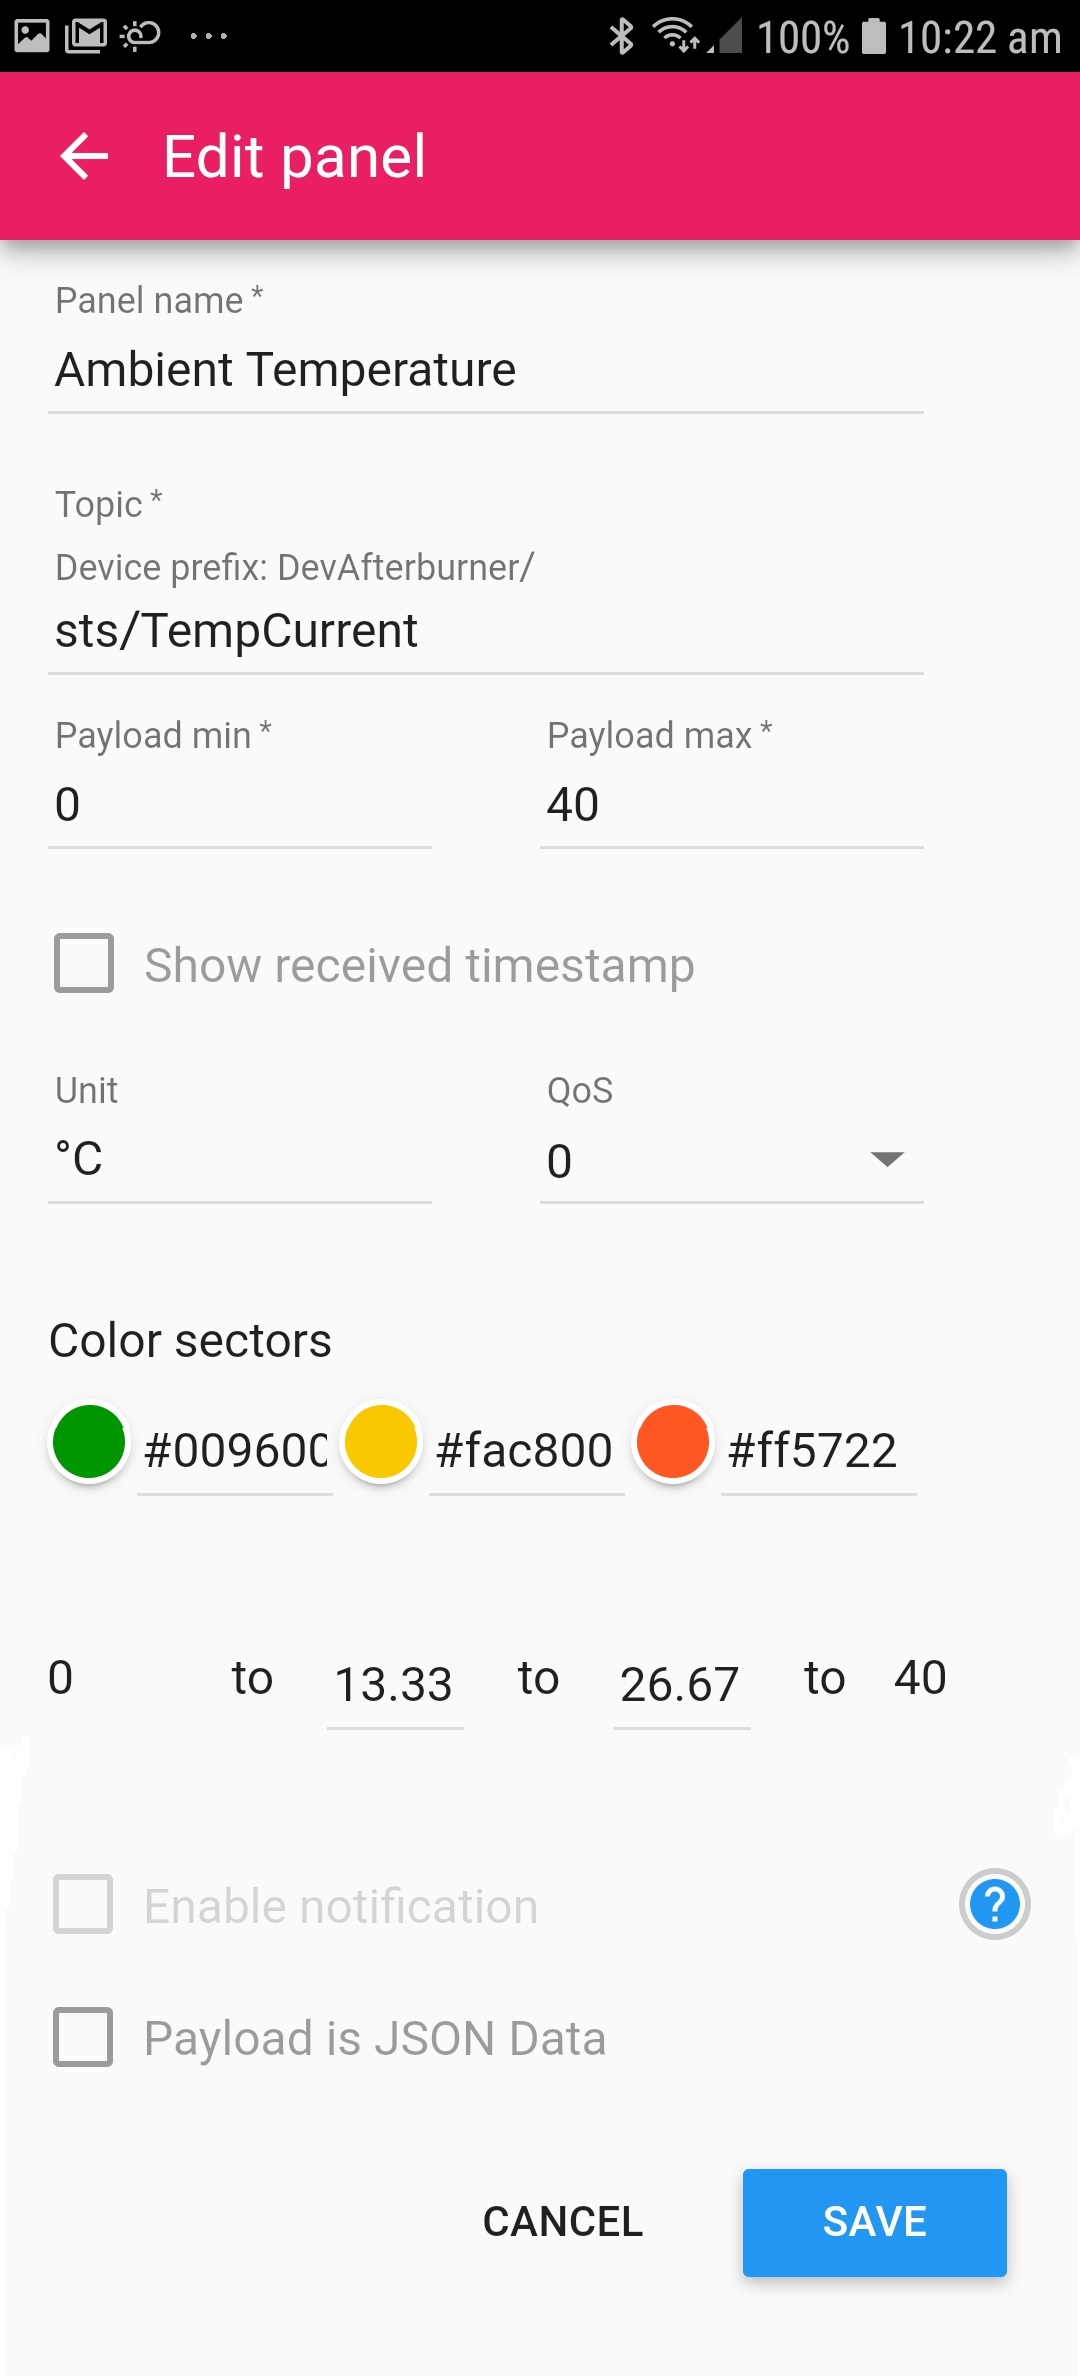 100% 10:22 am
Edit panel
Panel name *
Ambient Temperature
Topic *
Device prefix: DevAfterburner/
sts/TempCurrent
Payload min * Payload max *
0 40
Show received timestamp
Unit QoS
°C 0
Color sectors
#009600 #fac800 #ff5722
0 to 13.33 to 26.67 to 40
Enable notification ?
Payload is JSON Data
CANCEL SAVE